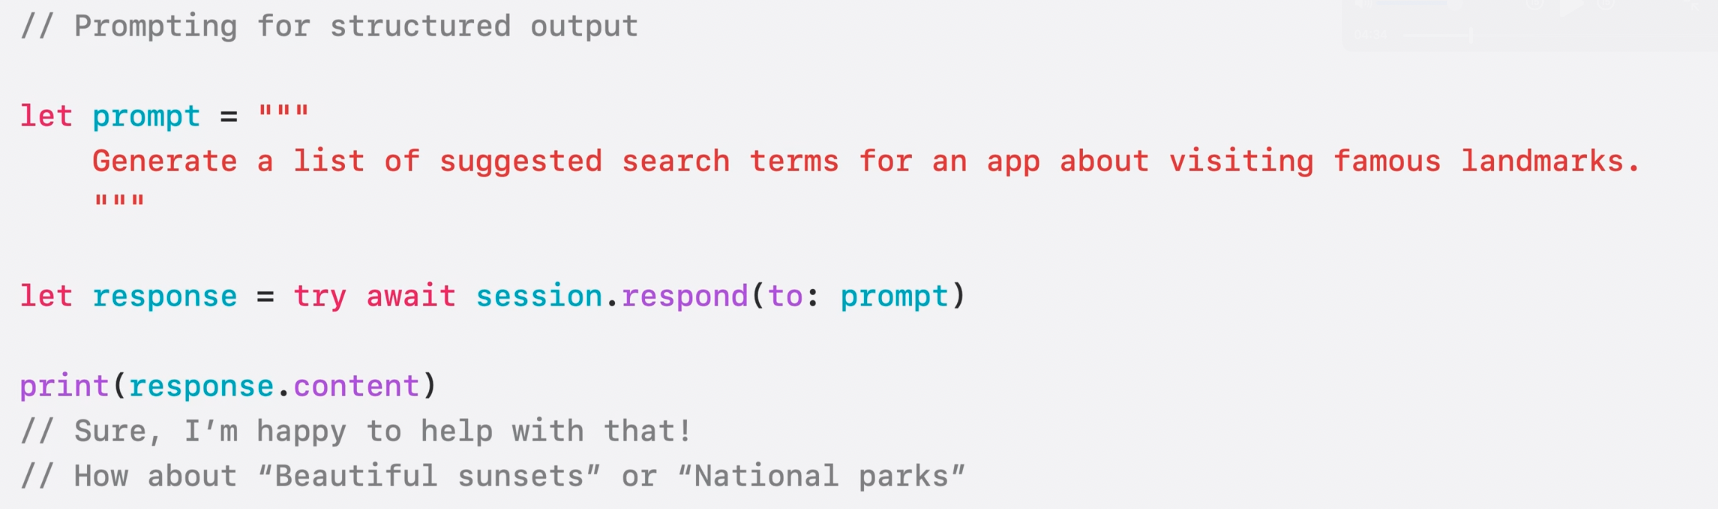 // Prompting for structured output
let prompt = """
    Generate a list of suggested search terms for an app about visiting famous landmarks.
    """
let response = try await session.respond(to: prompt)
print(response.content)
// Sure, I’m happy to help with that!
// How about “Beautiful sunsets” or “National parks”